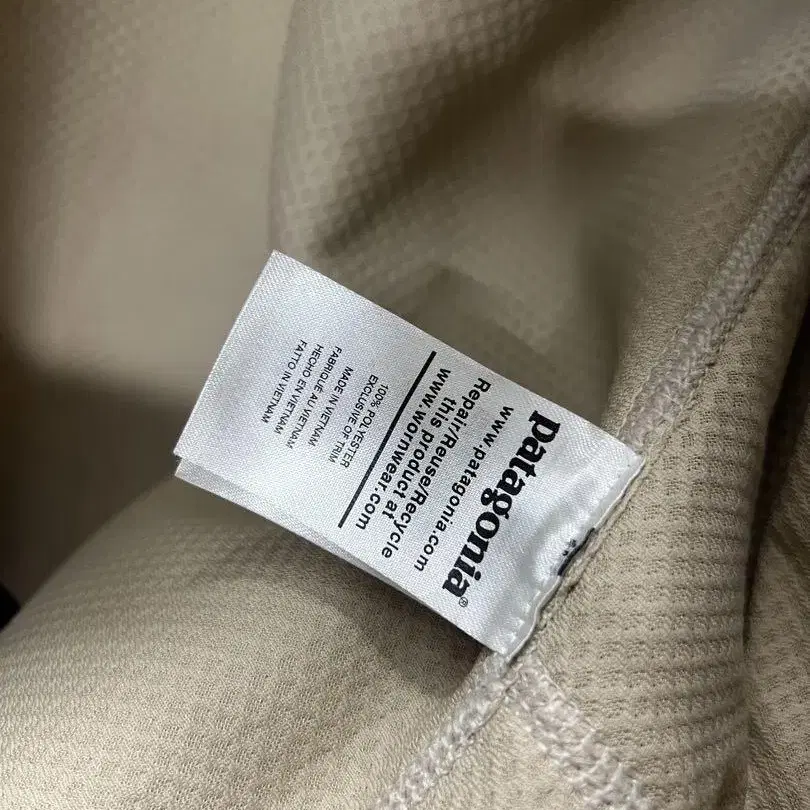 patagonia®
www.patagonia.com
Repair/Reuse/Recycle
this product at
www.wornwear.com
100% POLYESTER
EXCLUSIVE OF TRIM
MADE IN VIETNAM
FABRIQUÉ AU VIETNAM
HECHO EN VIETNAM
FATTO IN VIETNAM